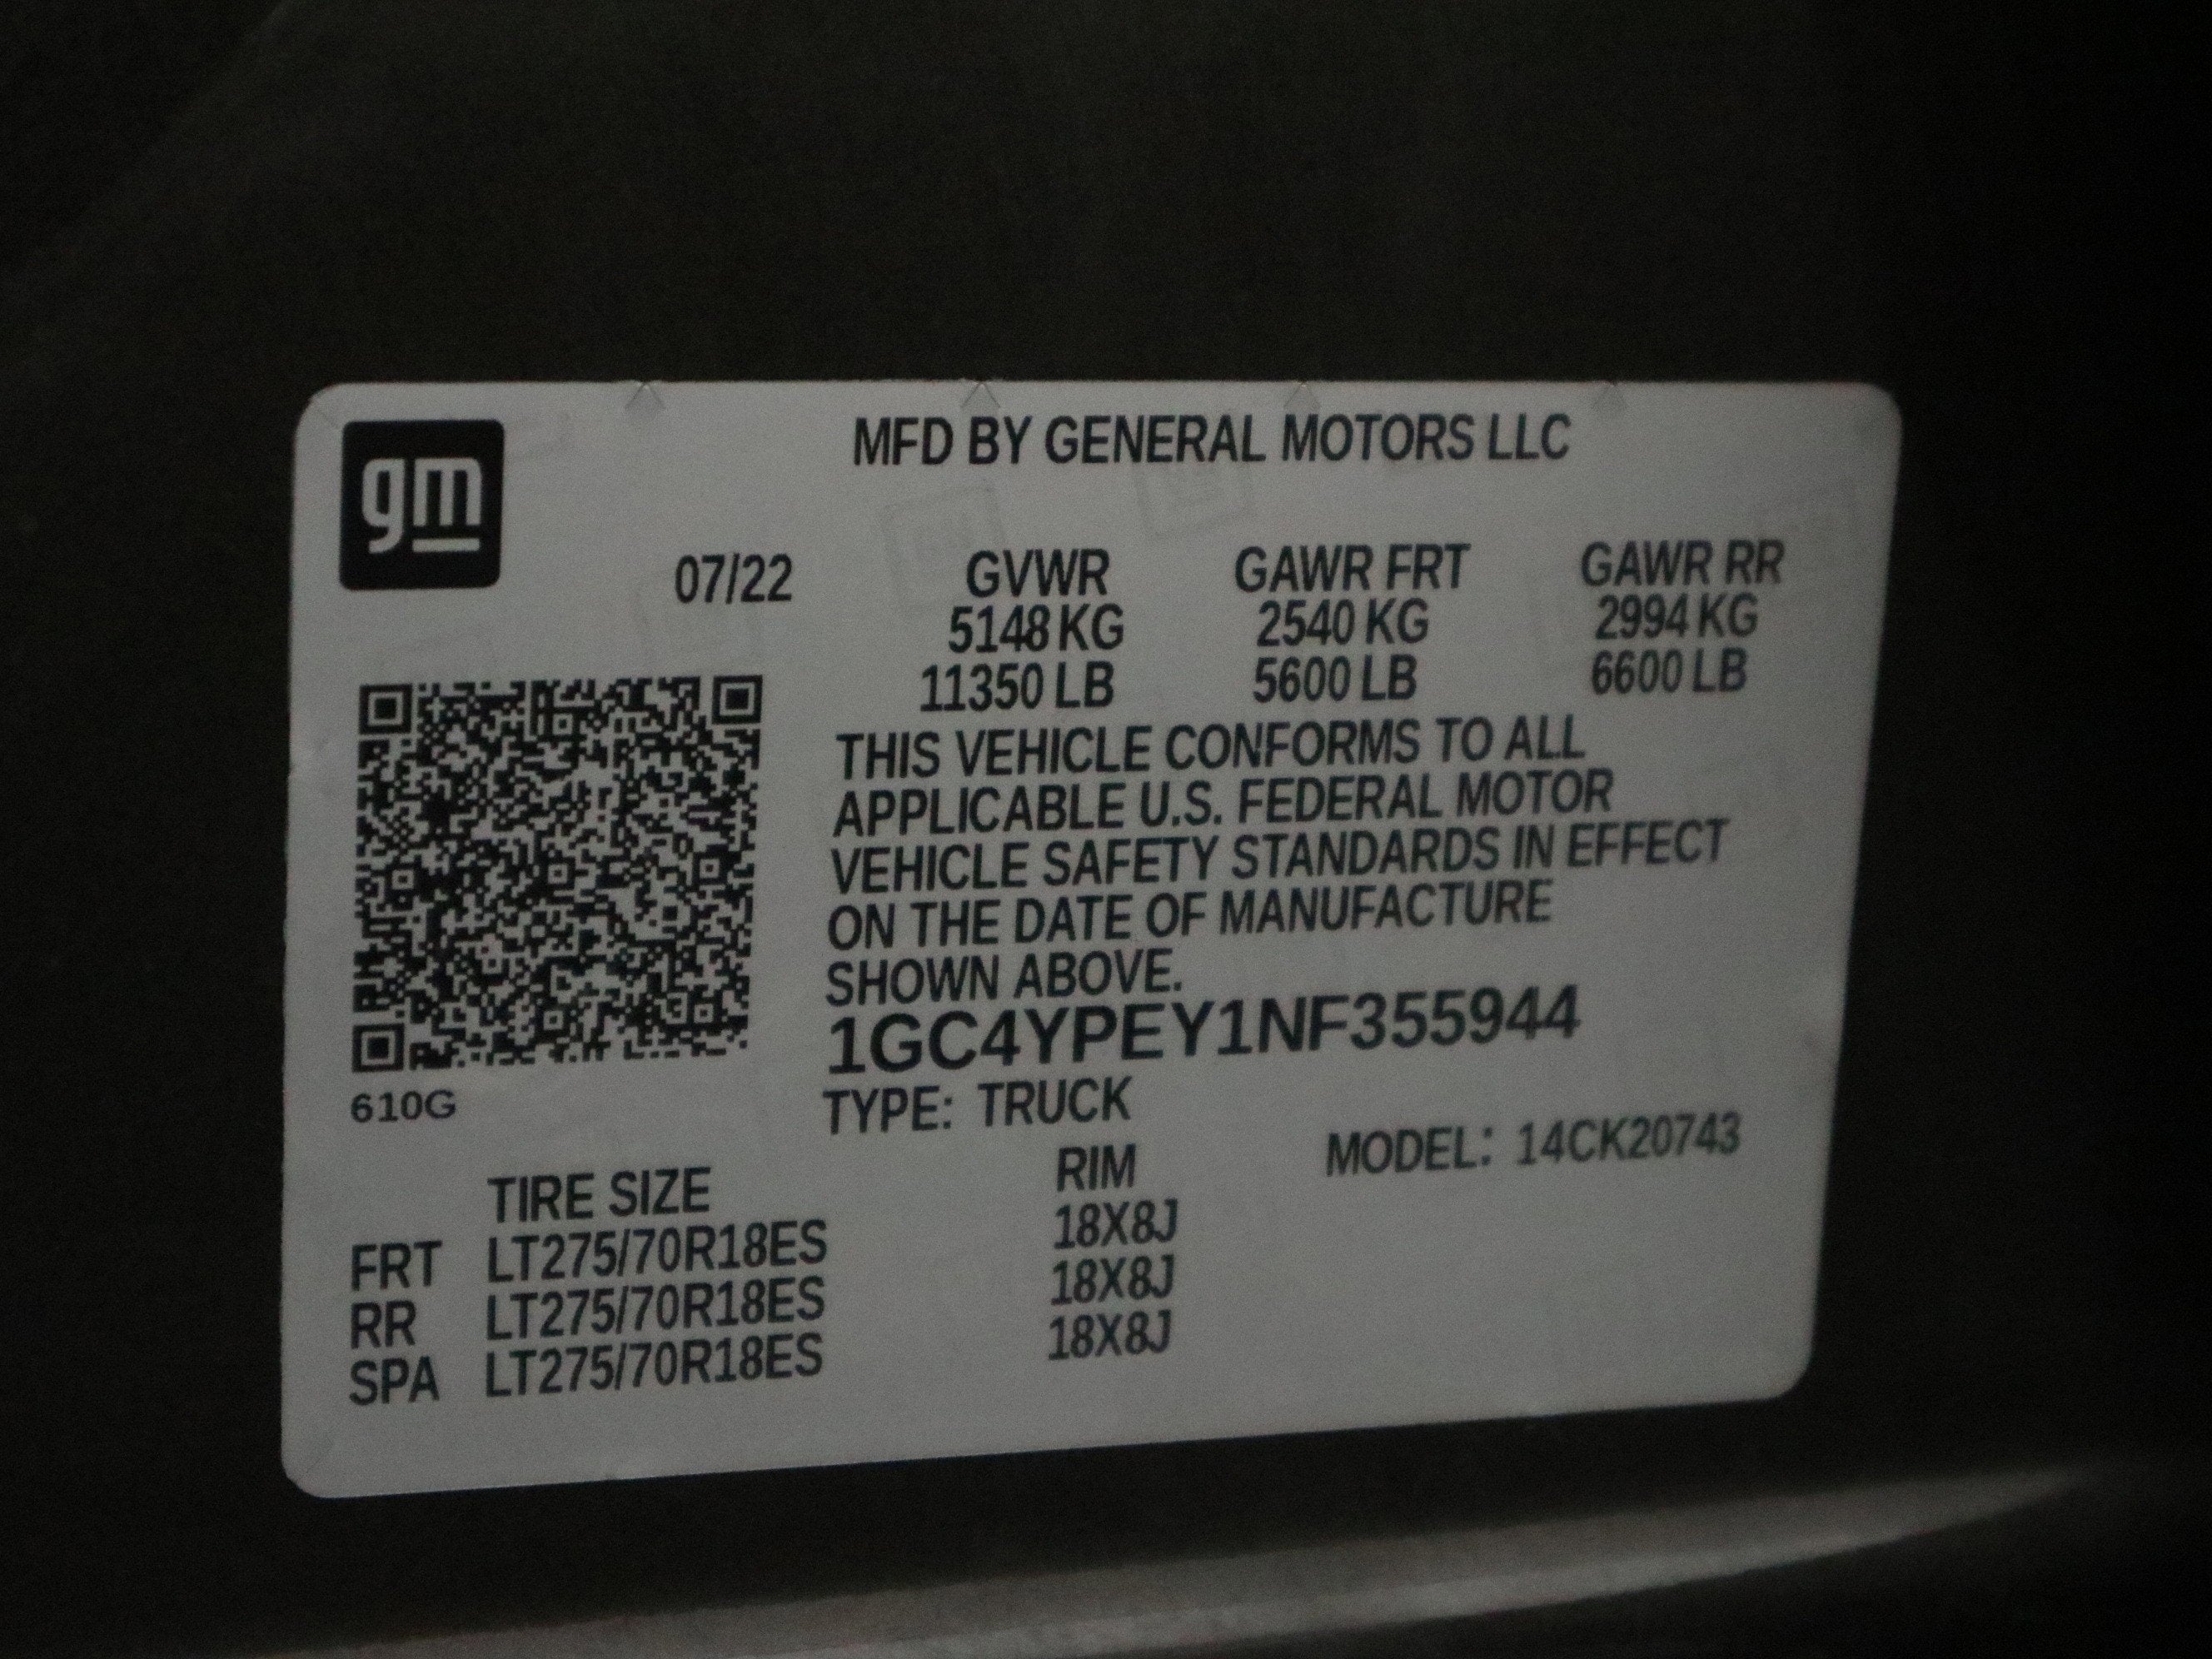 gm
MFD BY GENERAL MOTORS LLC
07/22 GVWR GAWR FRT GAWR RR
5148 KG 2540 KG 2994 KG
11350 LB 5600 LB 6600 LB
THIS VEHICLE CONFORMS TO ALL
APPLICABLE U.S. FEDERAL MOTOR
VEHICLE SAFETY STANDARDS IN EFFECT
ON THE DATE OF MANUFACTURE
SHOWN ABOVE.
1GC4YPEY1NF355944
610G
TYPE: TRUCK
MODEL: 14CK20743
TIRE SIZE RIM
FRT LT275/70R18ES 18X8J
RR LT275/70R18ES 18X8J
SPA LT275/70R18ES 18X8J